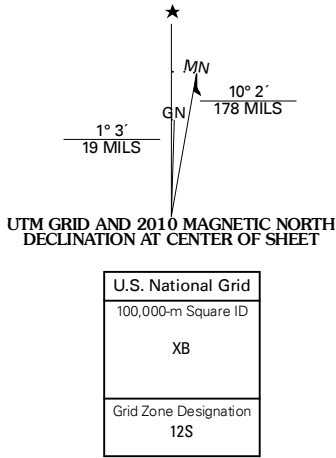 ★
MN
GN
10° 2´
178 MILS
1° 3´
19 MILS
UTM GRID AND 2010 MAGNETIC NORTH
DECLINATION AT CENTER OF SHEET
U.S. National Grid
100,000-m Square ID
XB
Grid Zone Designation
12S